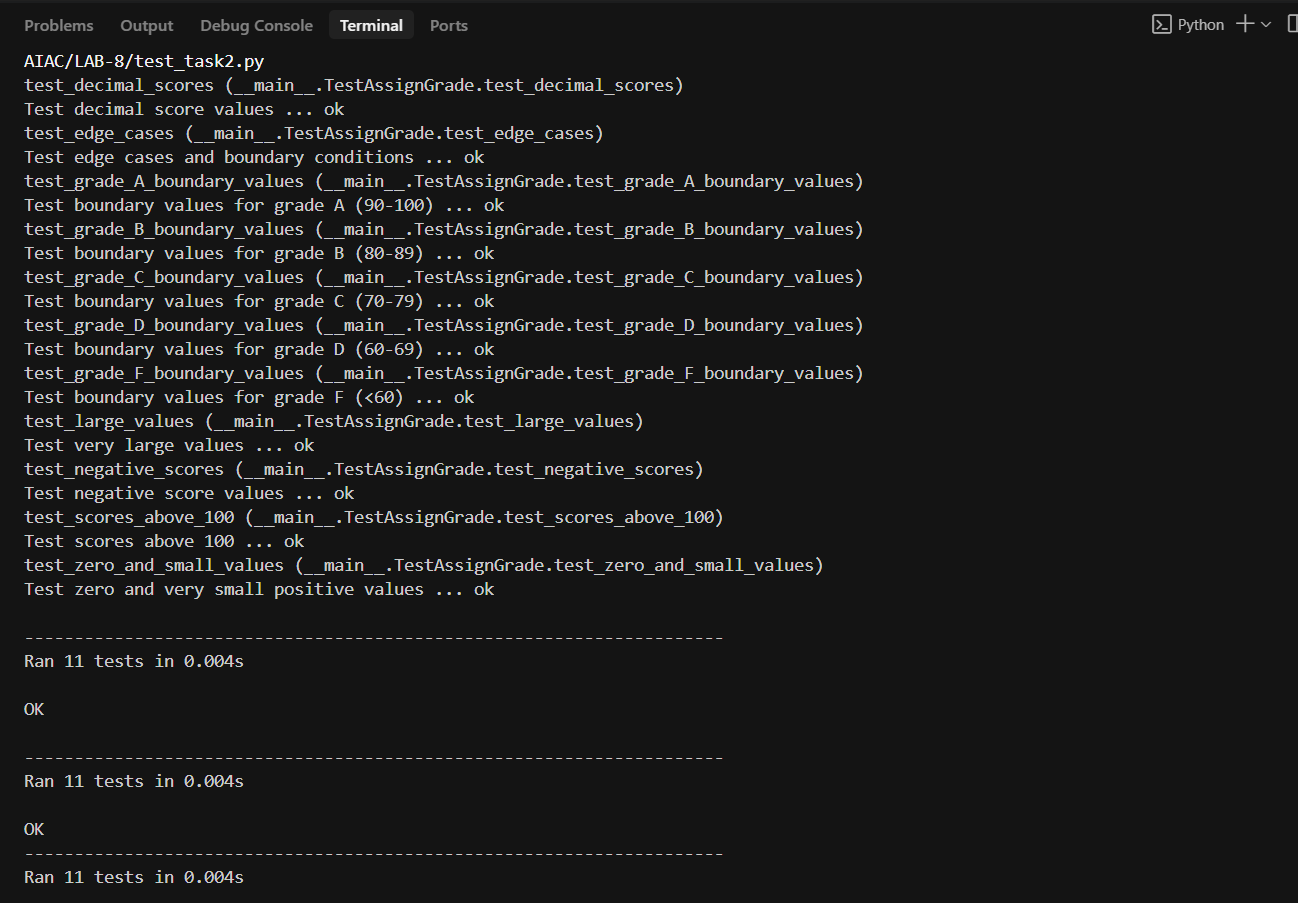 Problems Output Debug Console Terminal Ports Python
AIAC/LAB-8/test_task2.py
test_decimal_scores (__main__.TestAssignGrade.test_decimal_scores)
Test decimal score values ... ok
test_edge_cases (__main__.TestAssignGrade.test_edge_cases)
Test edge cases and boundary conditions ... ok
test_grade_A_boundary_values (__main__.TestAssignGrade.test_grade_A_boundary_values)
Test boundary values for grade A (90-100) ... ok
test_grade_B_boundary_values (__main__.TestAssignGrade.test_grade_B_boundary_values)
Test boundary values for grade B (80-89) ... ok
test_grade_C_boundary_values (__main__.TestAssignGrade.test_grade_C_boundary_values)
Test boundary values for grade C (70-79) ... ok
test_grade_D_boundary_values (__main__.TestAssignGrade.test_grade_D_boundary_values)
Test boundary values for grade D (60-69) ... ok
test_grade_F_boundary_values (__main__.TestAssignGrade.test_grade_F_boundary_values)
Test boundary values for grade F (<60) ... ok
test_large_values (__main__.TestAssignGrade.test_large_values)
Test very large values ... ok
test_negative_scores (__main__.TestAssignGrade.test_negative_scores)
Test negative score values ... ok
test_scores_above_100 (__main__.TestAssignGrade.test_scores_above_100)
Test scores above 100 ... ok
test_zero_and_small_values (__main__.TestAssignGrade.test_zero_and_small_values)
Test zero and very small positive values ... ok
----------------------------------------------------------------------
Ran 11 tests in 0.004s
OK
----------------------------------------------------------------------
Ran 11 tests in 0.004s
OK
----------------------------------------------------------------------
Ran 11 tests in 0.004s